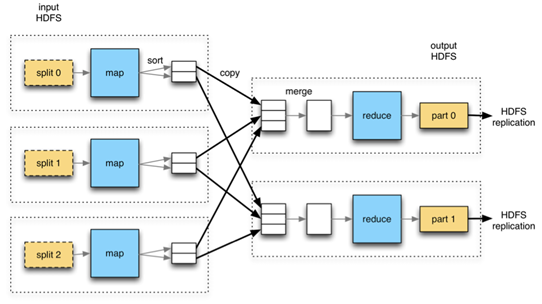 input
HDFS
split 0
map
sort
copy
output
HDFS
merge
reduce
part 0
HDFS
replication
split 1
map
split 2
map
reduce
part 1
HDFS
replication